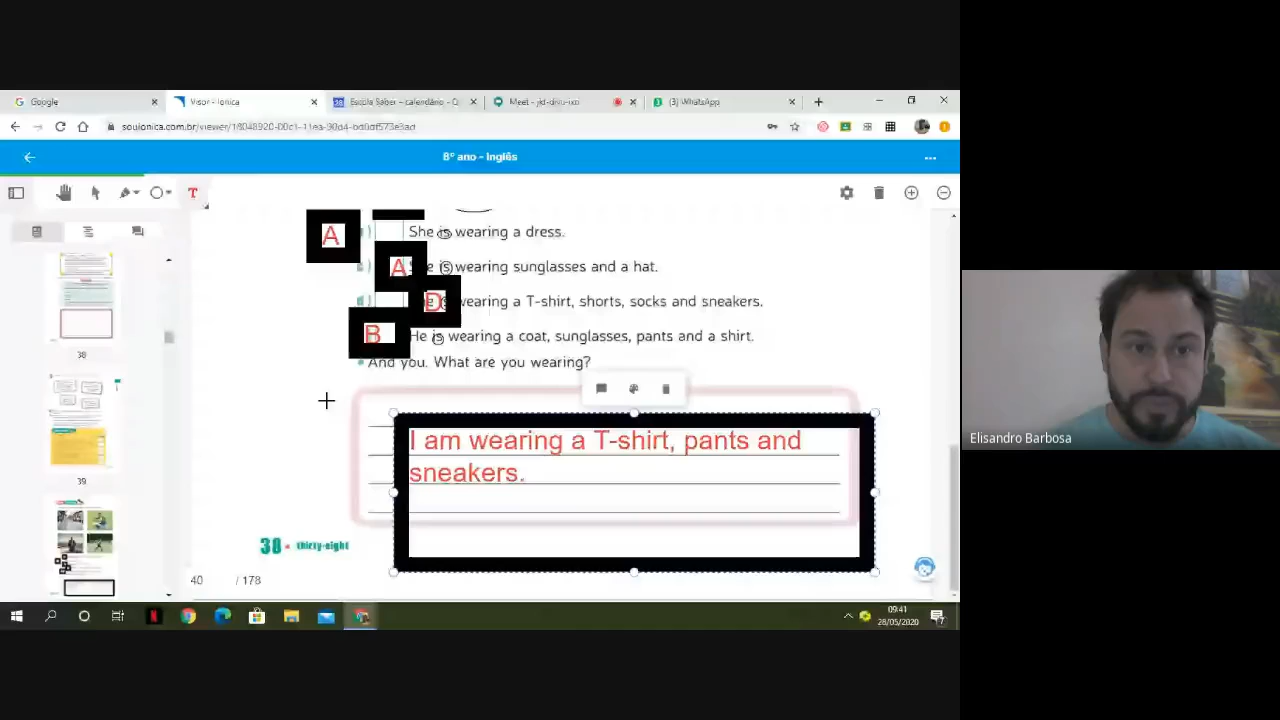 Google
Visor - Ionica
Escola Saber - calendário - 
Meet - 
(3) WhatsApp
8º ano - Inglês
A
She is wearing a dress.
A
is wearing sunglasses and a hat.
D
wearing a T-shirt, shorts, socks and sneakers.
B
He is wearing a coat, sunglasses, pants and a shirt.
And you. What are you wearing?
I am wearing a T-shirt, pants and
sneakers.
38
39
38 • thirty-eight
40 / 178
09:41
28/05/2020
Elisandro Barbosa